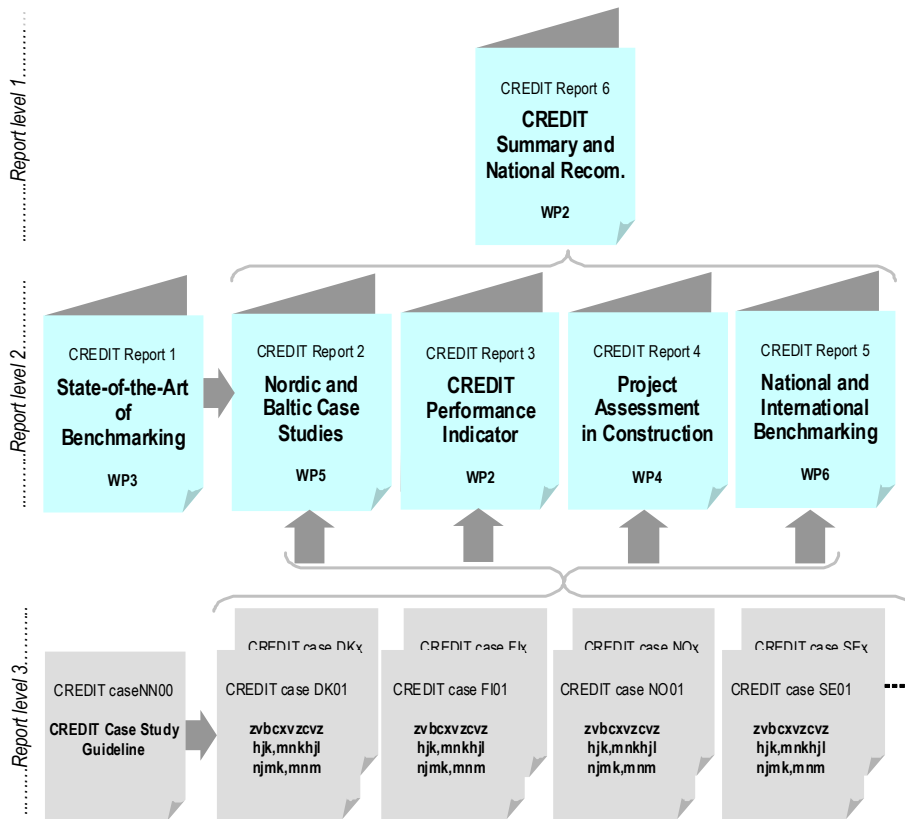 Report level 1
CREDIT Report 6
CREDIT
Summary and
National Recom.
WP2
Report level 2
CREDIT Report 1
State-of-the-Art
of
Benchmarking
WP3
CREDIT Report 2
Nordic and
Baltic Case
Studies
WP5
CREDIT Report 3
CREDIT
Performance
Indicator
WP2
CREDIT Report 4
Project
Assessment
in Construction
WP4
CREDIT Report 5
National and
International
Benchmarking
WP6
Report level 3
CREDIT caseNN00
CREDIT Case Study
Guideline
CREDIT case DKx
CREDIT case DK01
zvbcxvzcvz
hjk,mnkhjl
njmk,mnm
CREDIT case FIx
CREDIT case FI01
zvbcxvzcvz
hjk,mnkhjl
njmk,mnm
CREDIT case NOx
CREDIT case NO01
zvbcxvzcvz
hjk,mnkhjl
njmk,mnm
CREDIT case SEx
CREDIT case SE01
zvbcxvzcvz
hjk,mnkhjl
njmk,mnm